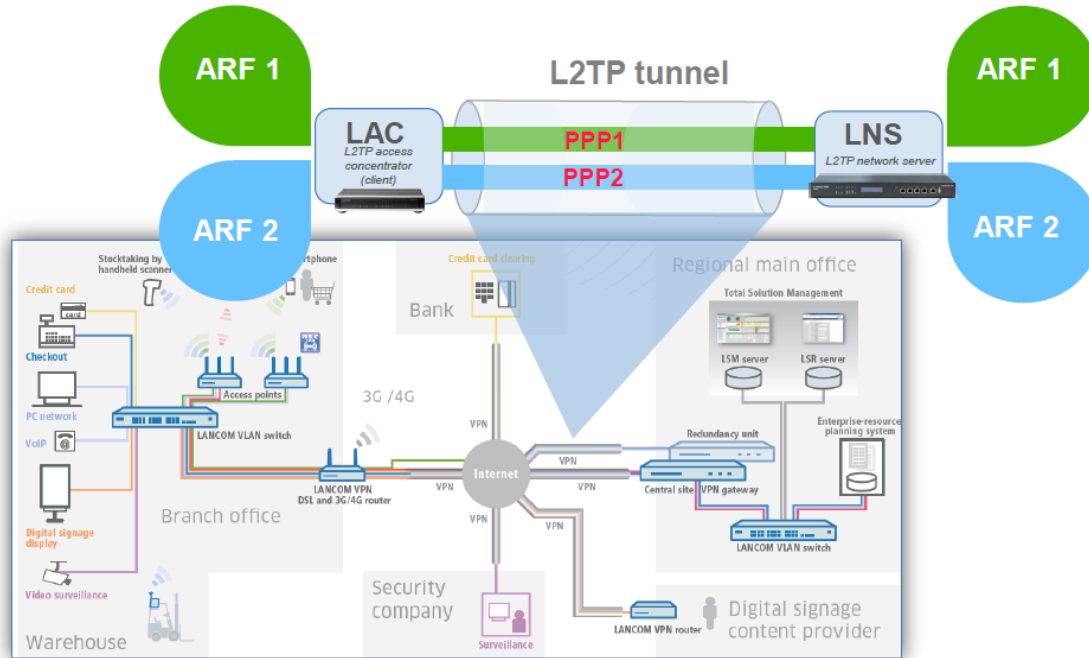 ARF 1
ARF 1
L2TP tunnel
LAC
L2TP access
concentrator
(client)
PPP1
PPP2
LNS
L2TP network server
ARF 2
ARF 2
Stocktaking by
handheld scanner
Credit card
card
Checkout
PC network
VoIP
@
Digital signage
display
Video surveillance
Warehouse
Access points
LANCOM VLAN switch
Branch office
3G /4G
LANCOM VPN
DSL and 3G/4G router
Credit card clearing
Bank
VPN
VPN
Internet
VPN
VPN
VPN
VPN
Security
company
Surveillance
Regional main office
Total Solution Management
LSM server
LSR server
Redundancy unit
Central site VPN gateway
Enterprise-resource
planning system
LANCOM VLAN switch
LANCOM VPN router
Digital signage
content provider